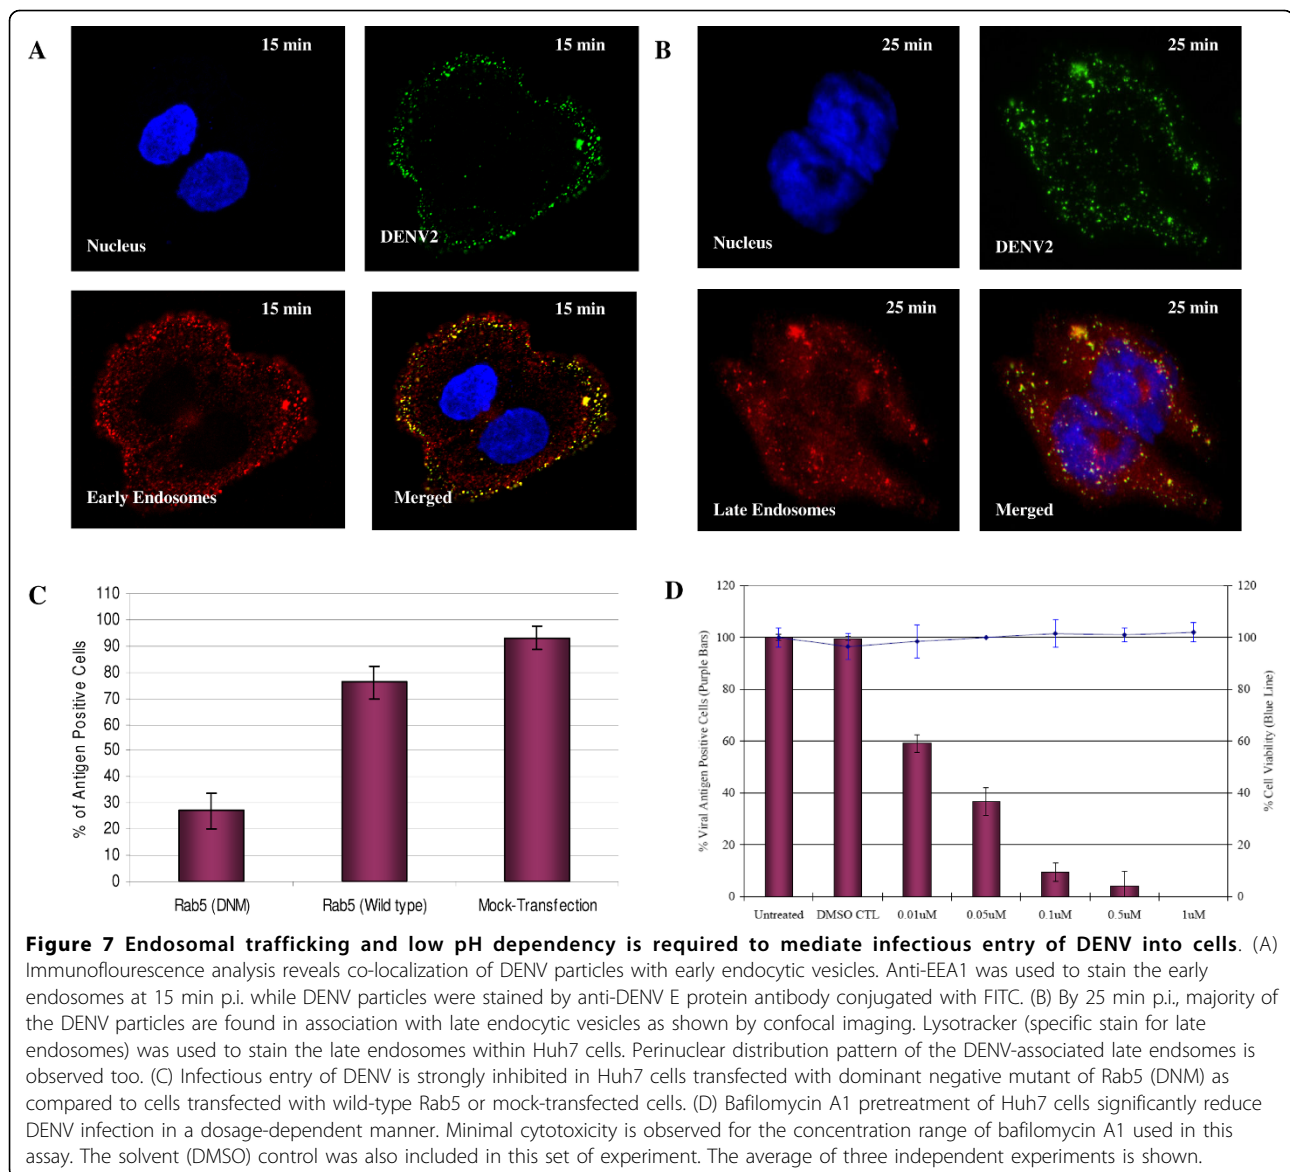 A
15 min
15 min
B
25 min
25 min
Nucleus
DENV2
Nucleus
DENV2
15 min
15 min
25 min
25 min
Early Endosomes
Merged
Late Endosomes
Merged
C
% of Antigen Positive Cells
110
100
90
80
70
60
50
40
30
20
10
0
Rab5 (DNM)
Rab5 (Wild type)
Mock-Transfection
D
% Viral Antigen Positive Cells (Purple Bars)
120
100
80
60
40
20
0
Untreated
DMSO CTL
0.01uM
0.05uM
0.1uM
0.5uM
1uM
120
100
80
60
40
20
0
% Cell Viability (Blue Line)
Figure 7 Endosomal trafficking and low pH dependency is required to mediate infectious entry of DENV into cells. (A)
Immunoflourescence analysis reveals co-localization of DENV particles with early endocytic vesicles. Anti-EEA1 was used to stain the early
endosomes at 15 min p.i. while DENV particles were stained by anti-DENV E protein antibody conjugated with FITC. (B) By 25 min p.i., majority of
the DENV particles are found in association with late endocytic vesicles as shown by confocal imaging. Lysotracker (specific stain for late
endosomes) was used to stain the late endosomes within Huh7 cells. Perinuclear distribution pattern of the DENV-associated late endsomes is
observed too. (C) Infectious entry of DENV is strongly inhibited in Huh7 cells transfected with dominant negative mutant of Rab5 (DNM) as
compared to cells transfected with wild-type Rab5 or mock-transfected cells. (D) Bafilomycin A1 pretreatment of Huh7 cells significantly reduce
DENV infection in a dosage-dependent manner. Minimal cytotoxicity is observed for the concentration range of bafilomycin A1 used in this
assay. The solvent (DMSO) control was also included in this set of experiment. The average of three independent experiments is shown.